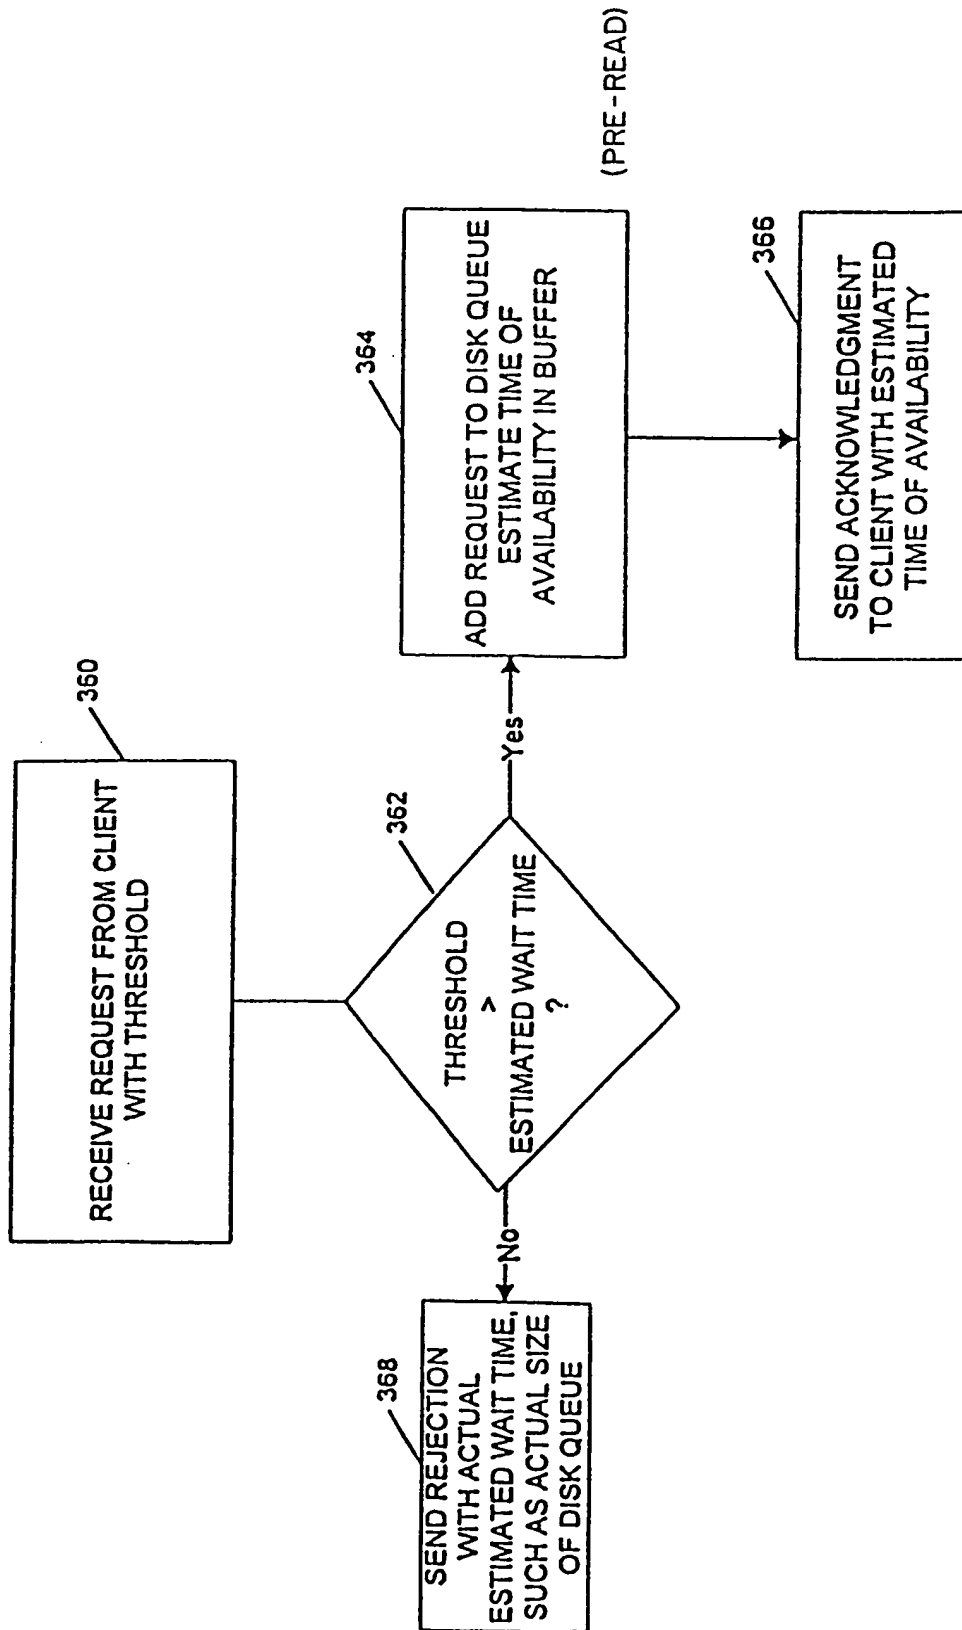 360
RECEIVE REQUEST FROM CLIENT
WITH THRESHOLD
362
THRESHOLD
>
ESTIMATED WAIT TIME
?
No
Yes
368
SEND REJECTION
WITH ACTUAL
ESTIMATED WAIT TIME,
SUCH AS ACTUAL SIZE
OF DISK QUEUE
364
ADD REQUEST TO DISK QUEUE
ESTIMATE TIME OF
AVAILABILITY IN BUFFER
(PRE-READ)
366
SEND ACKNOWLEDGMENT
TO CLIENT WITH ESTIMATED
TIME OF AVAILABILITY